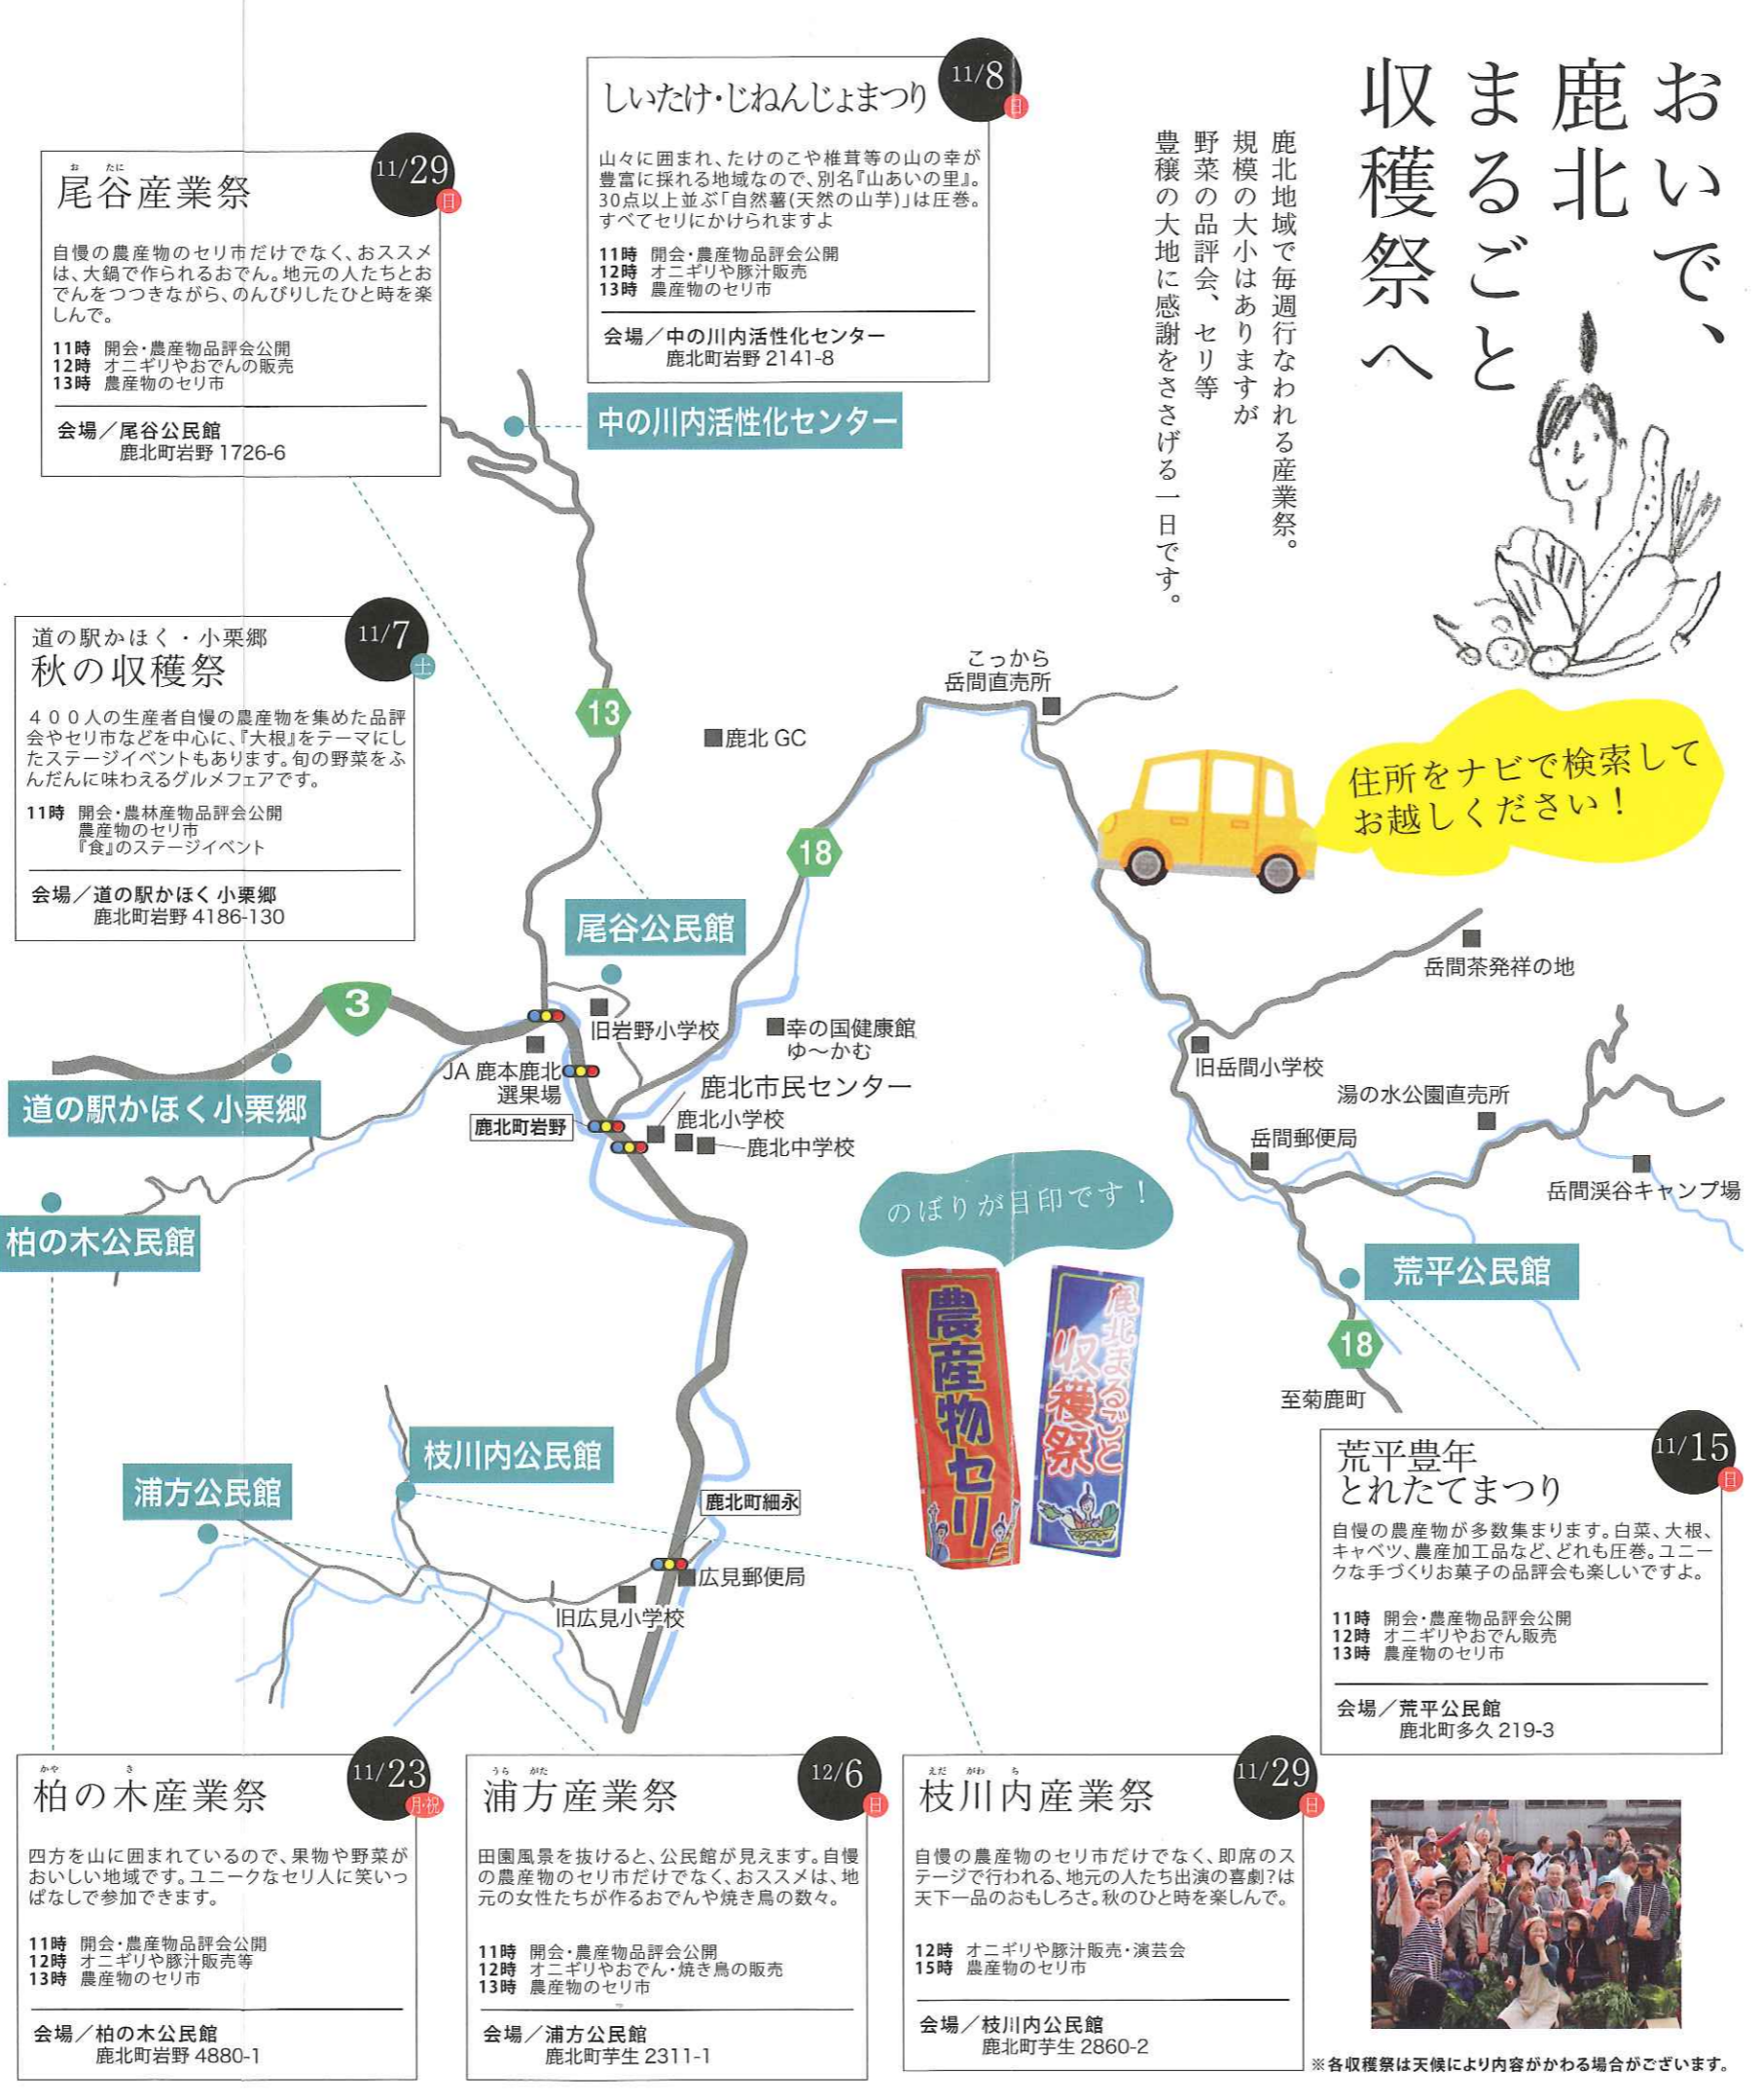 おいで、
鹿北
まるごと
収穫祭へ
鹿北地域で毎週行なわれる産業祭。
規模の大小はありますが
野菜の品評会、セリ等
豊穣の大地に感謝をささげる一日です。
しいたけ・じねんじょまつり
11/8
日
山々に囲まれ、たけのこや椎茸等の山の幸が
豊富に採れる地域なので、別名『山あいの里』。
30点以上並ぶ「自然薯(天然の山芋)」は圧巻。
すべてセリにかけられますよ
11時 開会・農産物品評会公開
12時 オニギリや豚汁販売
13時 農産物のセリ市
会場／中の川内活性化センター
鹿北町岩野 2141-8
お たに
尾谷産業祭
11/29
日
自慢の農産物のセリ市だけでなく、おススメ
は、大鍋で作られるおでん。地元の人たちとお
でんをつつきながら、のんびりしたひと時を楽
しんで。
11時 開会・農産物品評会公開
12時 オニギリやおでんの販売
13時 農産物のセリ市
会場／尾谷公民館
鹿北町岩野 1726-6
中の川内活性化センター
道の駅かほく・小栗郷
秋の収穫祭
11/7
土
４００人の生産者自慢の農産物を集めた品評
会やセリ市などを中心に、『大根』をテーマにし
たステージイベントもあります。旬の野菜をふ
んだんに味わえるグルメフェアです。
11時 開会・農林産物品評会公開
農産物のセリ市
『食』のステージイベント
会場／道の駅かほく小栗郷
鹿北町岩野 4186-130
13
こっから
岳間直売所
鹿北 GC
18
住所をナビで検索して
お越しください！
尾谷公民館
岳間茶発祥の地
3
旧岩野小学校
幸の国健康館
ゆ～かむ
JA 鹿本鹿北
選果場
鹿北市民センター
旧岳間小学校
道の駅かほく小栗郷
鹿北町岩野
鹿北小学校
鹿北中学校
湯の水公園直売所
岳間郵便局
岳間渓谷キャンプ場
柏の木公民館
のぼりが目印です！
農産物セリ
鹿北まるごと
収穫祭
荒平公民館
18
至菊鹿町
枝川内公民館
浦方公民館
鹿北町細永
広見郵便局
旧広見小学校
荒平豊年
とれたてまつり
11/15
日
自慢の農産物が多数集まります。白菜、大根、
キャベツ、農産加工品など、どれも圧巻。ユニー
クな手づくりお菓子の品評会も楽しいですよ。
11時 開会・農産物品評会公開
12時 オニギリやおでん販売
13時 農産物のセリ市
会場／荒平公民館
鹿北町多久 219-3
かや き
柏の木産業祭
11/23
月・祝
四方を山に囲まれているので、果物や野菜が
おいしい地域です。ユニークなセリ人に笑いっ
ぱなしで参加できます。
11時 開会・農産物品評会公開
12時 オニギリや豚汁販売等
13時 農産物のセリ市
会場／柏の木公民館
鹿北町岩野 4880-1
うら がた
浦方産業祭
12/6
日
田園風景を抜けると、公民館が見えます。自慢
の農産物のセリ市だけでなく、おススメは、地
元の女性たちが作るおでんや焼き鳥の数々。
11時 開会・農産物品評会公開
12時 オニギリやおでん・焼き鳥の販売
13時 農産物のセリ市
会場／浦方公民館
鹿北町芋生 2311-1
えだ がわ ち
枝川内産業祭
11/29
日
自慢の農産物のセリ市だけでなく、即席のス
テージで行われる、地元の人たち出演の喜劇?は
天下一品のおもしろさ。秋のひと時を楽しんで。
12時 オニギリや豚汁販売・演芸会
15時 農産物のセリ市
会場／枝川内公民館
鹿北町芋生 2860-2
※各収穫祭は天候により内容がかわる場合がございます。